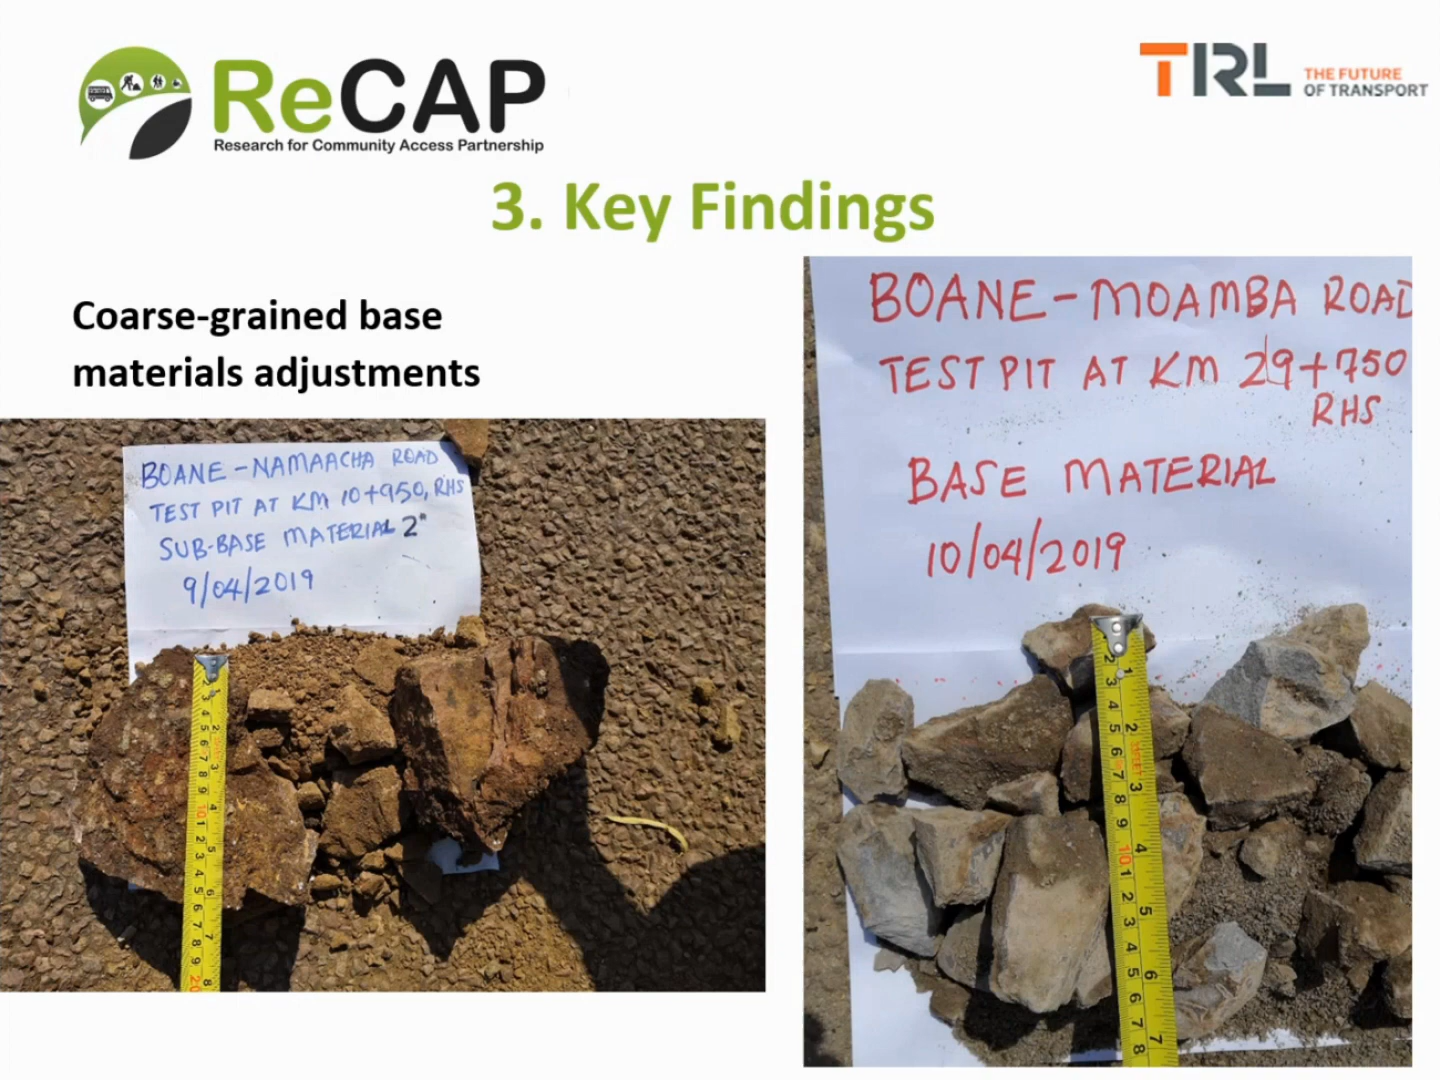 ReCAP
Research for Community Access Partnership
TRL
THE FUTURE
OF TRANSPORT
3. Key Findings
Coarse-grained base
materials adjustments
BOANE - NAMAACHA ROAD
TEST PIT AT KM 10+950, RHS
SUB-BASE MATERIAL 2"
9/04/2019
BOANE - MOAMBA ROAD
TEST PIT AT KM 29+750
RHS
BASE MATERIAL
10/04/2019